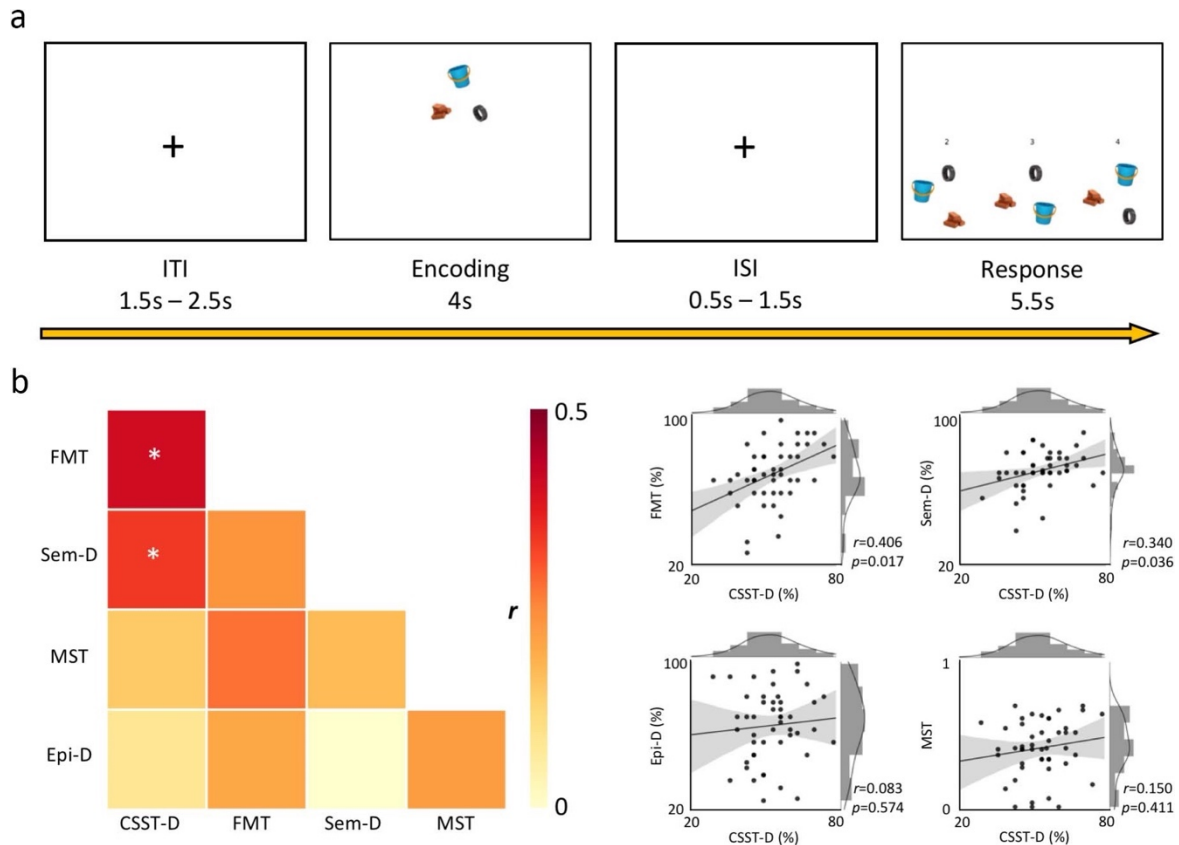 a
+
+
2 3 4
ITI
1.5s – 2.5s
Encoding
4s
ISI
0.5s – 1.5s
Response
5.5s
b
FMT
Sem-D
MST
Epi-D
CSST-D FMT Sem-D MST
*
*
0.5
r
0
100
FMT (%)
20
20 80
CSST-D (%)
r=0.406
p=0.017
100
Sem-D (%)
20
20 80
CSST-D (%)
r=0.340
p=0.036
100
Epi-D (%)
20
20 80
CSST-D (%)
r=0.083
p=0.574
1
MST
0
20 80
CSST-D (%)
r=0.150
p=0.411